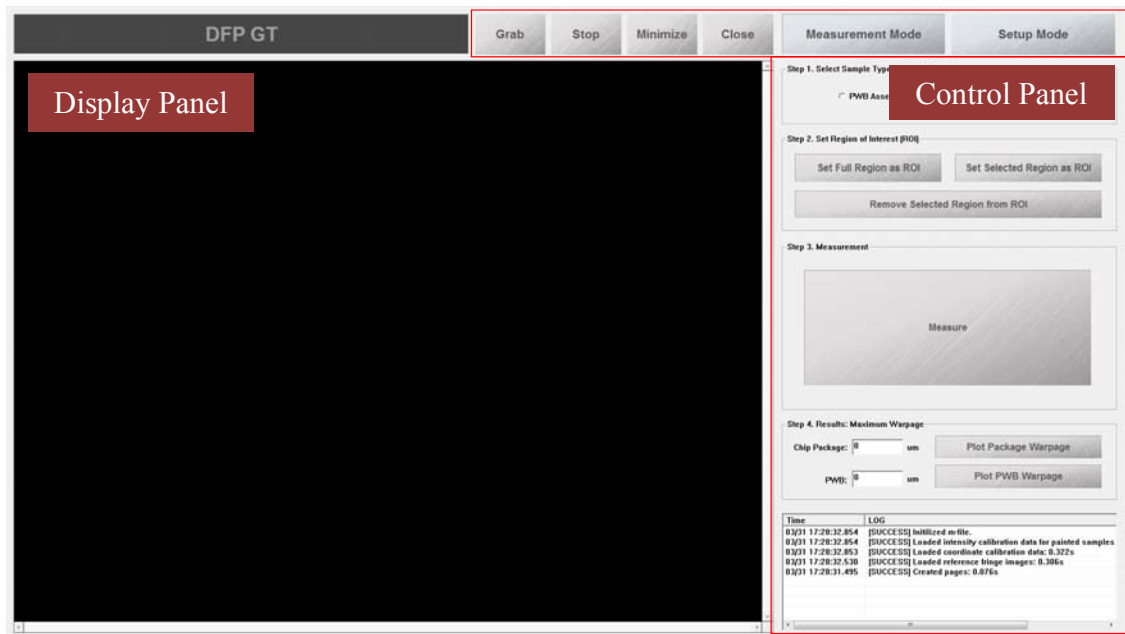 DFP GT
Grab
Stop
Minimize
Close
Measurement Mode
Setup Mode
Display Panel
Control Panel
Step 1. Select Sample Type
PWB Asse
Step 2. Set Region of Interest (ROI)
Set Full Region as ROI
Set Selected Region as ROI
Remove Selected Region from ROI
Step 3. Measurement
Measure
Step 4. Results: Maximum Warpage
Chip Package: 0 um
Plot Package Warpage
PWB: 0 um
Plot PWB Warpage
Time LOG
03/31 17:28:32.854 [SUCCESS] Initilized m-file.
03/31 17:28:32.854 [SUCCESS] Loaded intensity calibration data for painted samples
03/31 17:28:32.853 [SUCCESS] Loaded coordinate calibration data: 0.322s
03/31 17:28:32.530 [SUCCESS] Loaded reference fringe images: 0.306s
03/31 17:28:31.495 [SUCCESS] Created pages: 0.076s